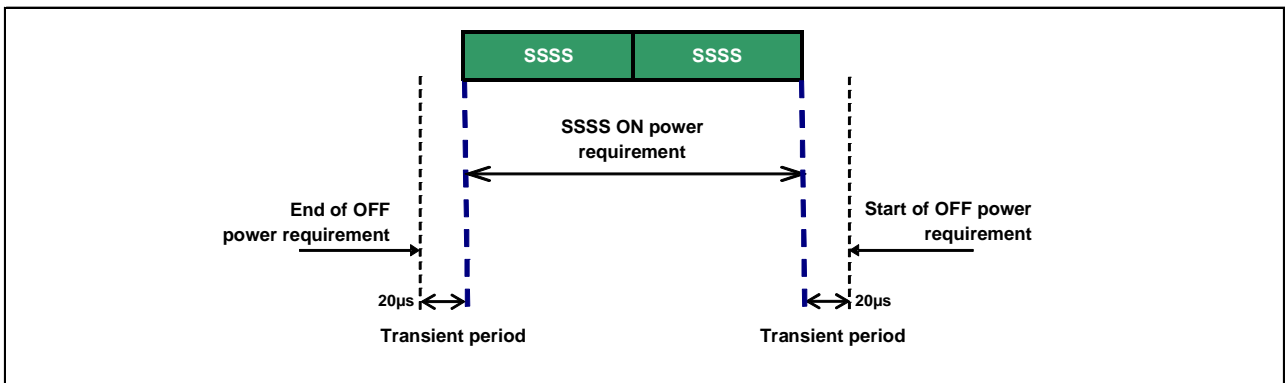 SSSS SSSS
SSSS ON power
requirement
End of OFF
power requirement
Start of OFF power
requirement
20µs
20µs
Transient period
Transient period